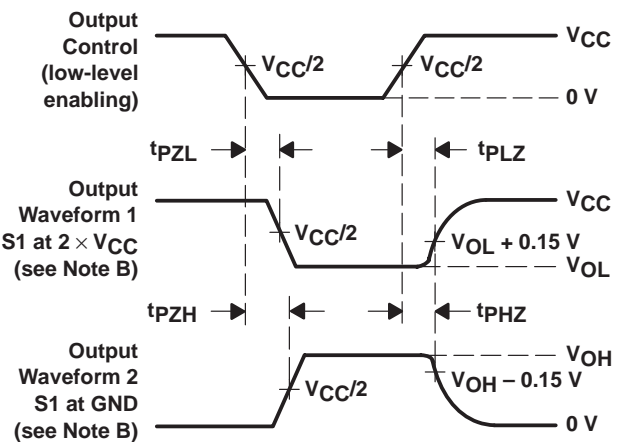 Output
Control
(low-level
enabling)
VCC
VCC/2
VCC/2
0 V
tPZL
tPLZ
Output
Waveform 1
S1 at 2 × VCC
(see Note B)
VCC
VCC/2
VOL + 0.15 V
VOL
tPZH
tPHZ
Output
Waveform 2
S1 at GND
(see Note B)
VOH
VCC/2
VOH – 0.15 V
0 V